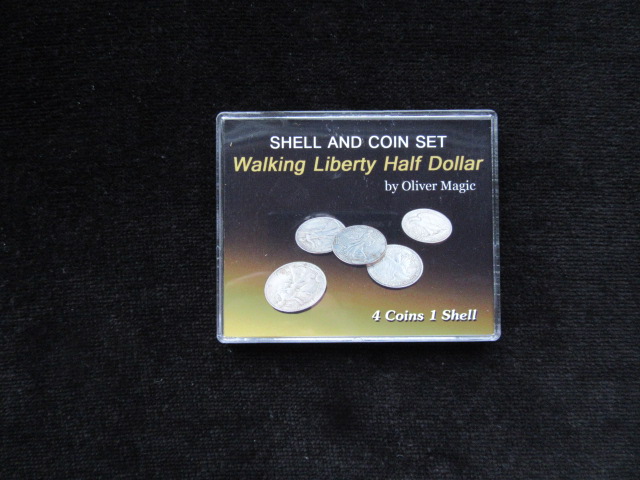 SHELL AND COIN SET
Walking Liberty Half Dollar
by Oliver Magic
4 Coins 1 Shell